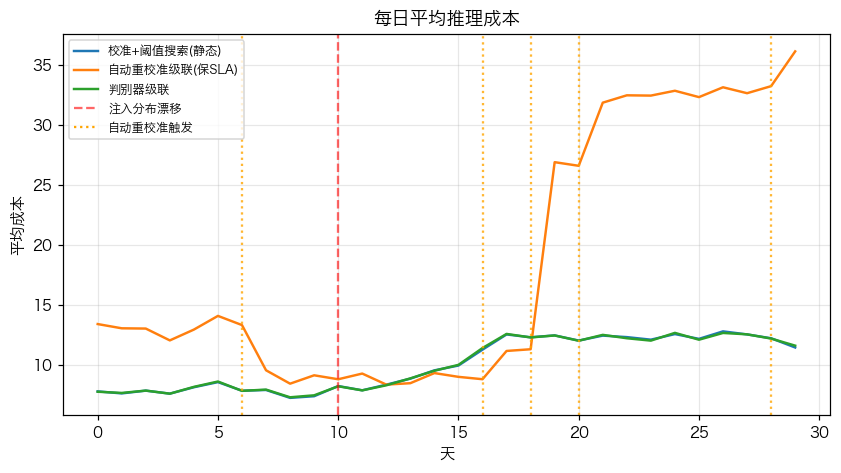 每日平均推理成本
校准+阈值搜索(静态)
自动重校准级联(保SLA)
判别器级联
注入分布漂移
自动重校准触发
平均成本
35
30
25
20
15
10
0 5 10 15 20 25 30
天